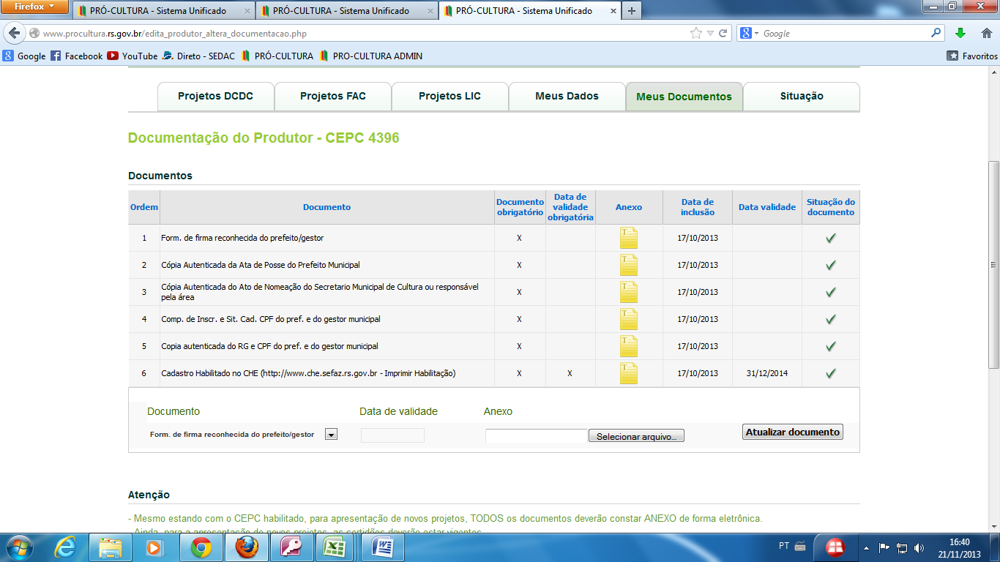 Firefox
PRÓ-CULTURA - Sistema Unificado
PRÓ-CULTURA - Sistema Unificado
PRÓ-CULTURA - Sistema Unificado
www.procultura.rs.gov.br/edita_produtor_altera_documentacao.php
Google
Google
Facebook
YouTube
Direto - SEDAC
PRÓ-CULTURA
PRO-CULTURA ADMIN
Favoritos
Projetos DCDC
Projetos FAC
Projetos LIC
Meus Dados
Meus Documentos
Situação
Documentação do Produtor - CEPC 4396
Documentos
Ordem
Documento
Documento
obrigatório
Data de
validade
obrigatória
Anexo
Data de
inclusão
Data validade
Situação do
documento
1 Form. de firma reconhecida do prefeito/gestor X 17/10/2013
2 Cópia Autenticada da Ata de Posse do Prefeito Municipal X 17/10/2013
3 Cópia Autenticada do Ato de Nomeação do Secretario Municipal de Cultura ou responsável
pela área X 17/10/2013
4 Comp. de Inscr. e Sit. Cad. CPF do pref. e do gestor municipal X 17/10/2013
5 Copia autenticada do RG e CPF do pref. e do gestor municipal X 17/10/2013
6 Cadastro Habilitado no CHE (http://www.che.sefaz.rs.gov.br - Imprimir Habilitação) X X 17/10/2013 31/12/2014
Documento
Data de validade
Anexo
Form. de firma reconhecida do prefeito/gestor
Selecionar arquivo...
Atualizar documento
Atenção
- Mesmo estando com o CEPC habilitado, para apresentação de novos projetos, TODOS os documentos deverão constar ANEXO de forma eletrônica.
- Ainda, para a apresentação de novos projetos, as certidões deverão estar vigentes.
PT
16:40
21/11/2013